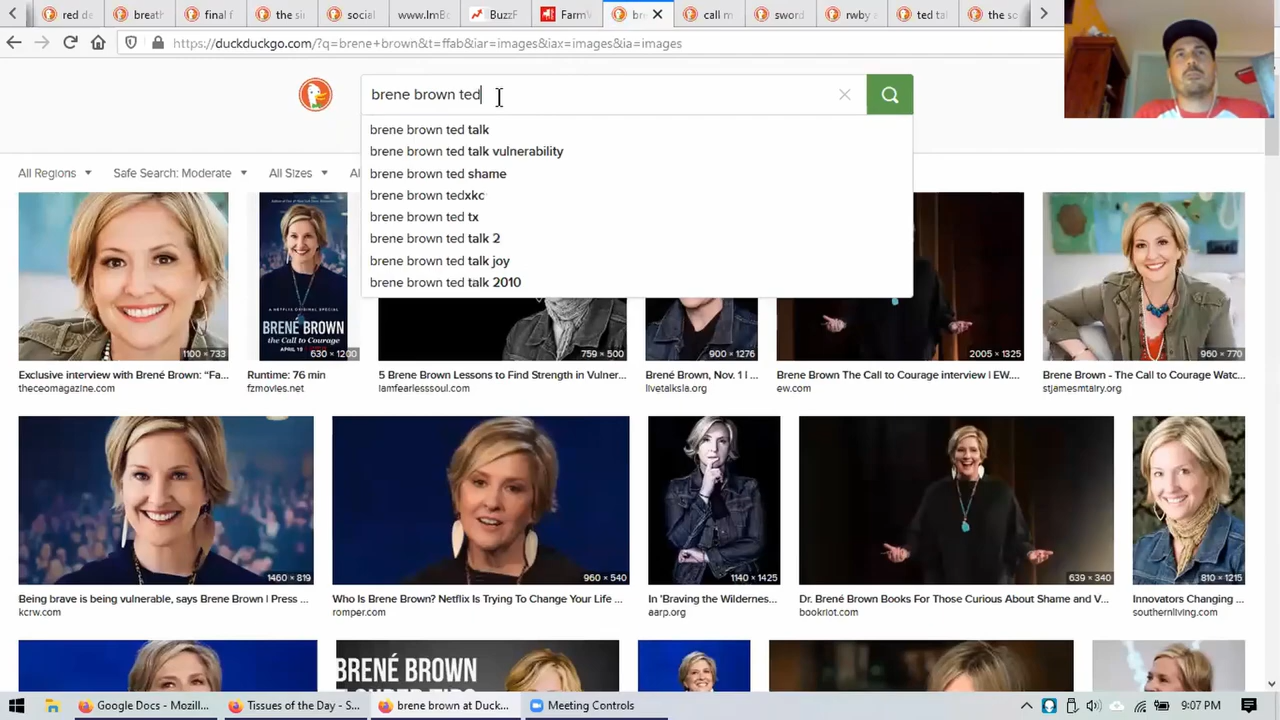 red de
breath
final f
the si
social
www.lmB
BuzzF
FarmV
br
call m
sword
rwby a
ted tal
the so
https://duckduckgo.com/?q=brene+brown&t=ffab&iar=images&iax=images&ia=images
brene brown ted
brene brown ted talk
brene brown ted talk vulnerability
brene brown ted shame
brene brown tedxkc
brene brown ted tx
brene brown ted talk 2
brene brown ted talk joy
brene brown ted talk 2010
All Regions Safe Search: Moderate All Sizes Al
A NETFLIX ORIGINAL SPECIAL
BRENÉ BROWN
the Call to Courage
APRIL 19
1100 × 733
630 × 1200
759 × 500
900 × 1276
2005 × 1325
960 × 770
Exclusive interview with Brené Brown: “Fa...
theceomagazine.com
Runtime: 76 min
fzmovies.net
5 Brene Brown Lessons to Find Strength in Vulner...
iamfearlesssoul.com
Brené Brown, Nov. 1 | ...
livetalksla.org
Brene Brown The Call to Courage interview | EW....
ew.com
Brene Brown - The Call to Courage Watc...
stjamesmtairy.org
1460 × 819
960 × 540
1140 × 1425
639 × 340
810 × 1215
Being brave is being vulnerable, says Brene Brown | Press ...
kcrw.com
Who Is Brene Brown? Netflix Is Trying To Change Your Life ...
romper.com
In 'Braving the Wildernes...
aarp.org
Dr. Brené Brown Books For Those Curious About Shame and V...
bookriot.com
Innovators Changing ...
southernliving.com
BRENÉ BROWN
Google Docs - Mozill...
Tissues of the Day - S...
brene brown at Duck...
Meeting Controls
9:07 PM